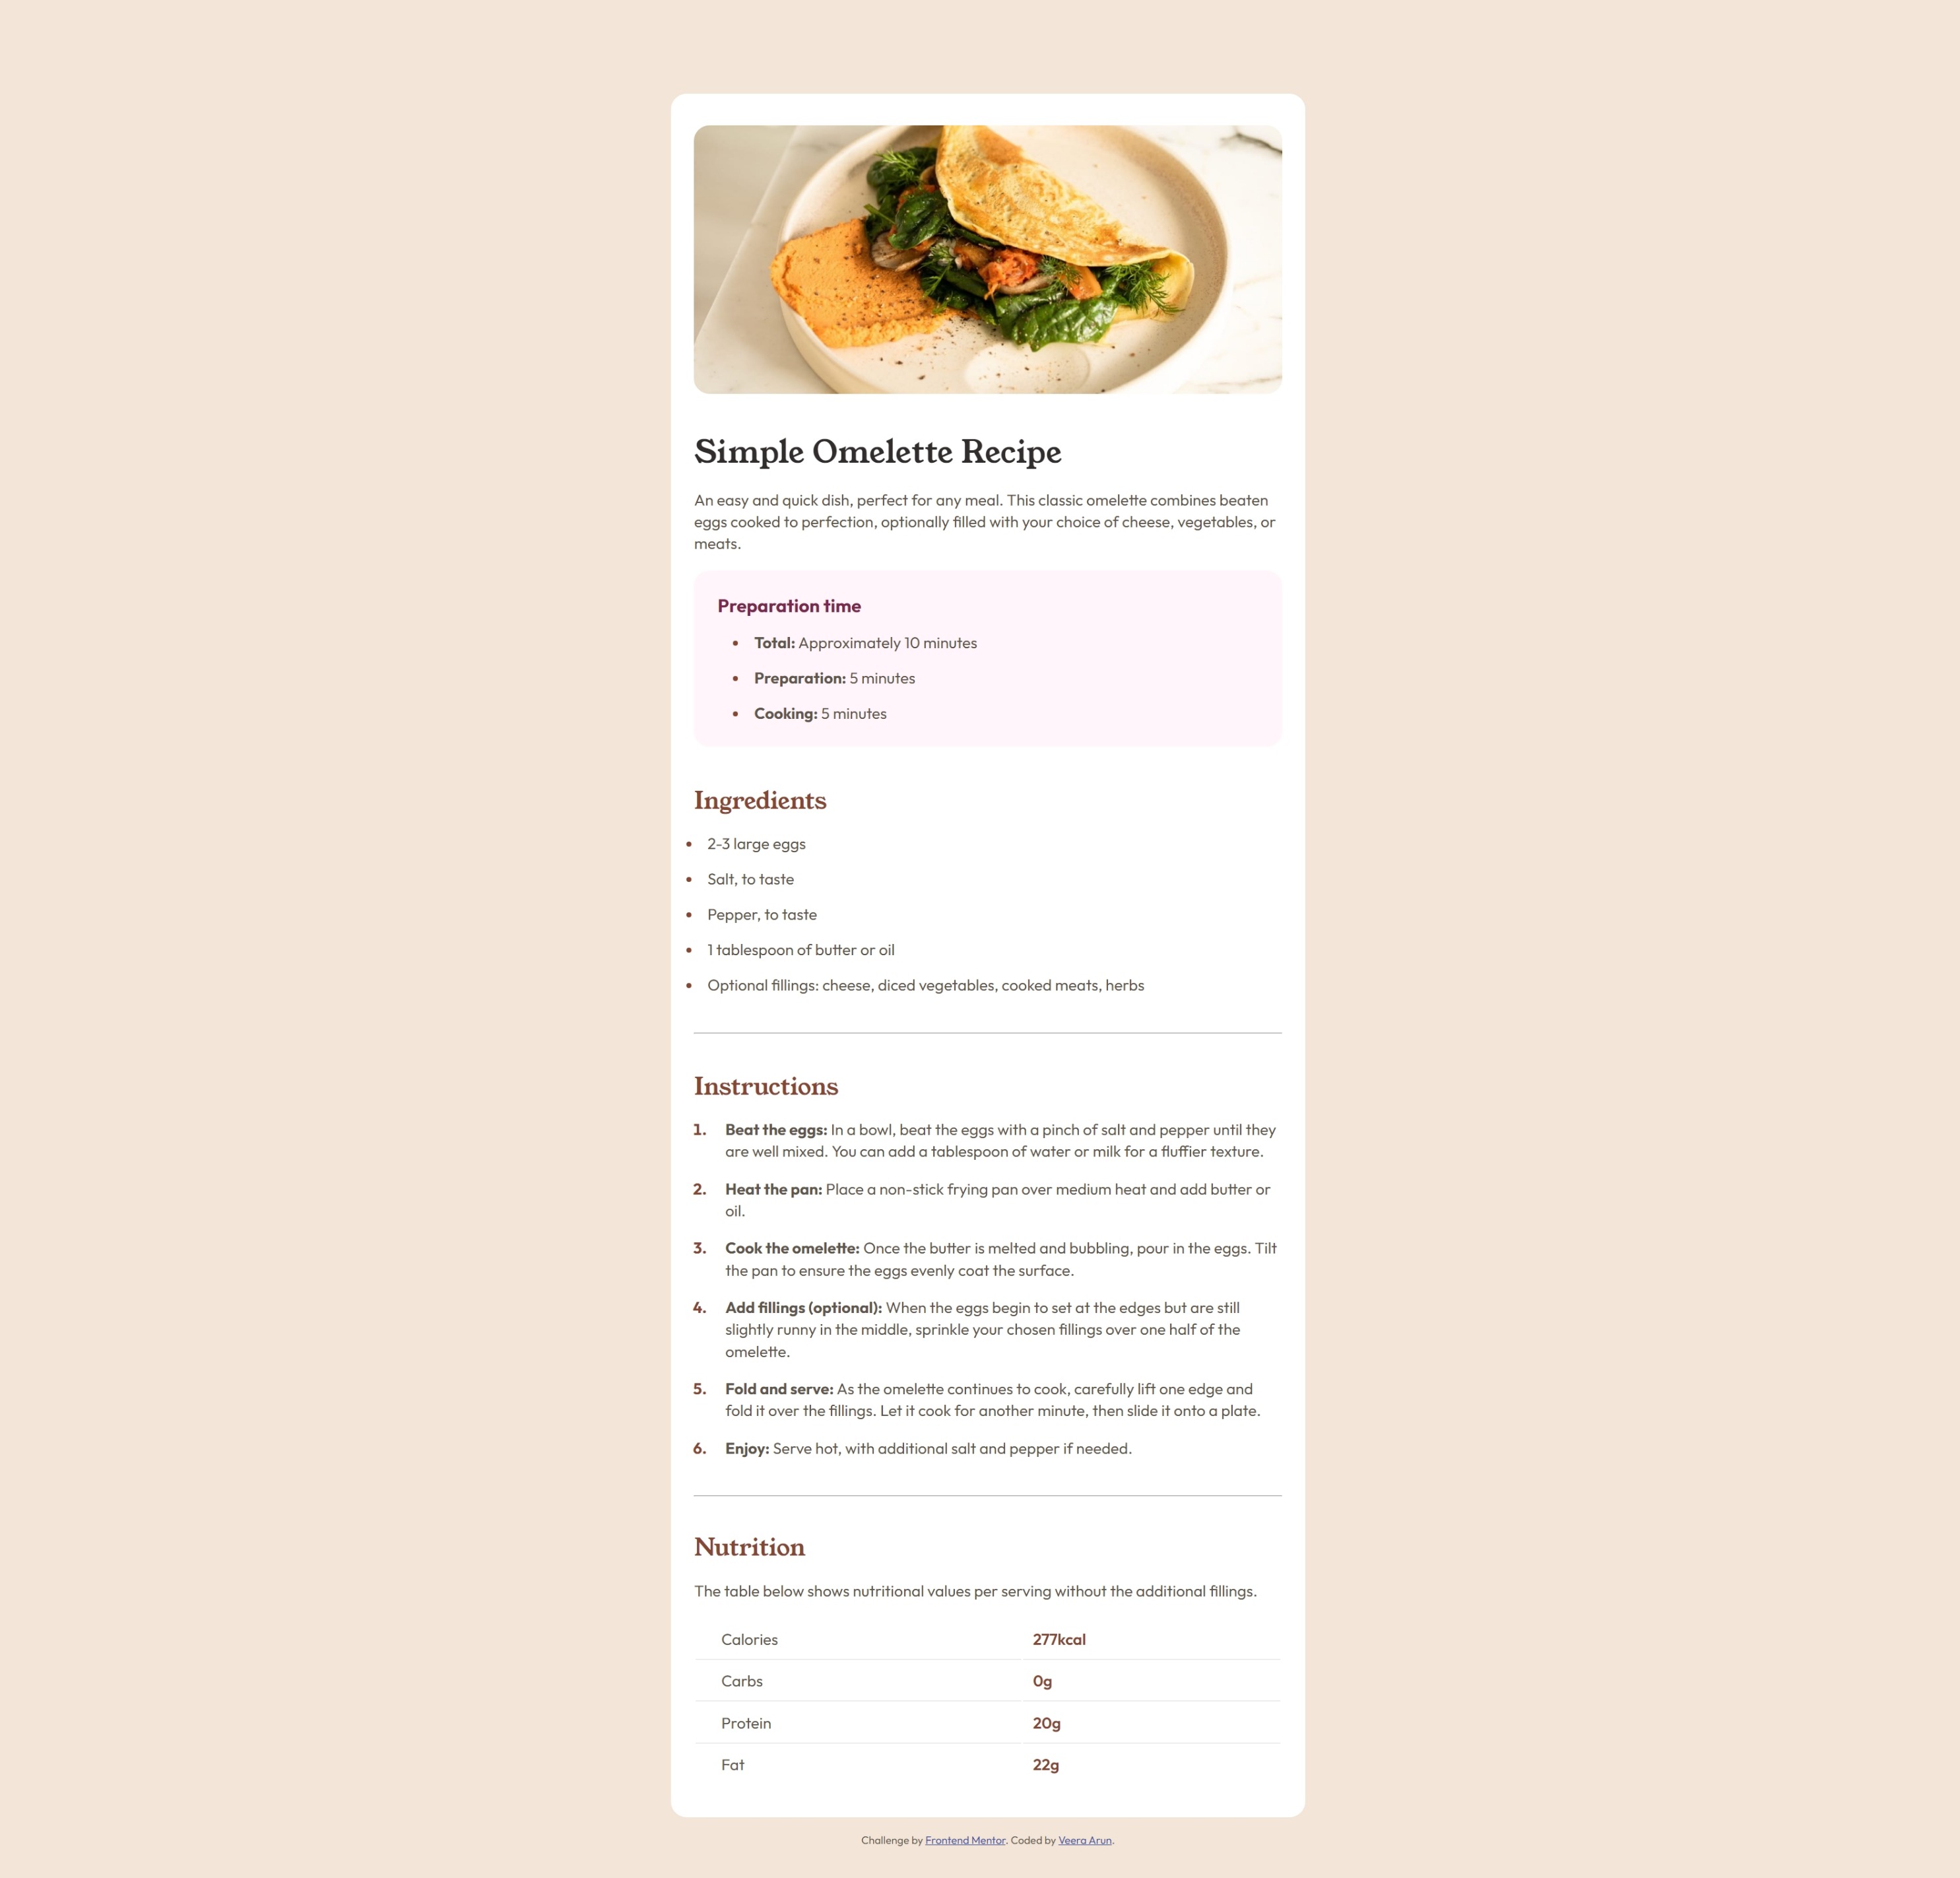 Simple Omelette Recipe
An easy and quick dish, perfect for any meal. This classic omelette combines beaten
eggs cooked to perfection, optionally filled with your choice of cheese, vegetables, or
meats.
Preparation time
• Total: Approximately 10 minutes
• Preparation: 5 minutes
• Cooking: 5 minutes
Ingredients
• 2-3 large eggs
• Salt, to taste
• Pepper, to taste
• 1 tablespoon of butter or oil
• Optional fillings: cheese, diced vegetables, cooked meats, herbs
Instructions
1. Beat the eggs: In a bowl, beat the eggs with a pinch of salt and pepper until they
are well mixed. You can add a tablespoon of water or milk for a fluffier texture.
2. Heat the pan: Place a non-stick frying pan over medium heat and add butter or
oil.
3. Cook the omelette: Once the butter is melted and bubbling, pour in the eggs. Tilt
the pan to ensure the eggs evenly coat the surface.
4. Add fillings (optional): When the eggs begin to set at the edges but are still
slightly runny in the middle, sprinkle your chosen fillings over one half of the
omelette.
5. Fold and serve: As the omelette continues to cook, carefully lift one edge and
fold it over the fillings. Let it cook for another minute, then slide it onto a plate.
6. Enjoy: Serve hot, with additional salt and pepper if needed.
Nutrition
The table below shows nutritional values per serving without the additional fillings.
Calories 277kcal
Carbs 0g
Protein 20g
Fat 22g
Challenge by Frontend Mentor. Coded by Veera Arun.